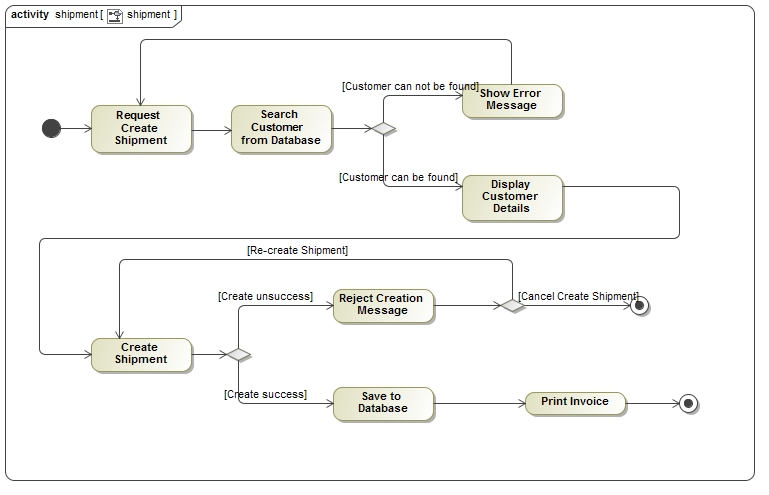 activity shipment [ shipment ]
[Customer can not be found]
Show Error
Message
Request
Create
Shipment
Search
Customer
from Database
[Customer can be found]
Display
Customer
Details
[Re-create Shipment]
[Create unsuccess]
Reject Creation
Message
[Cancel Create Shipment]
Create
Shipment
[Create success]
Save to
Database
Print Invoice